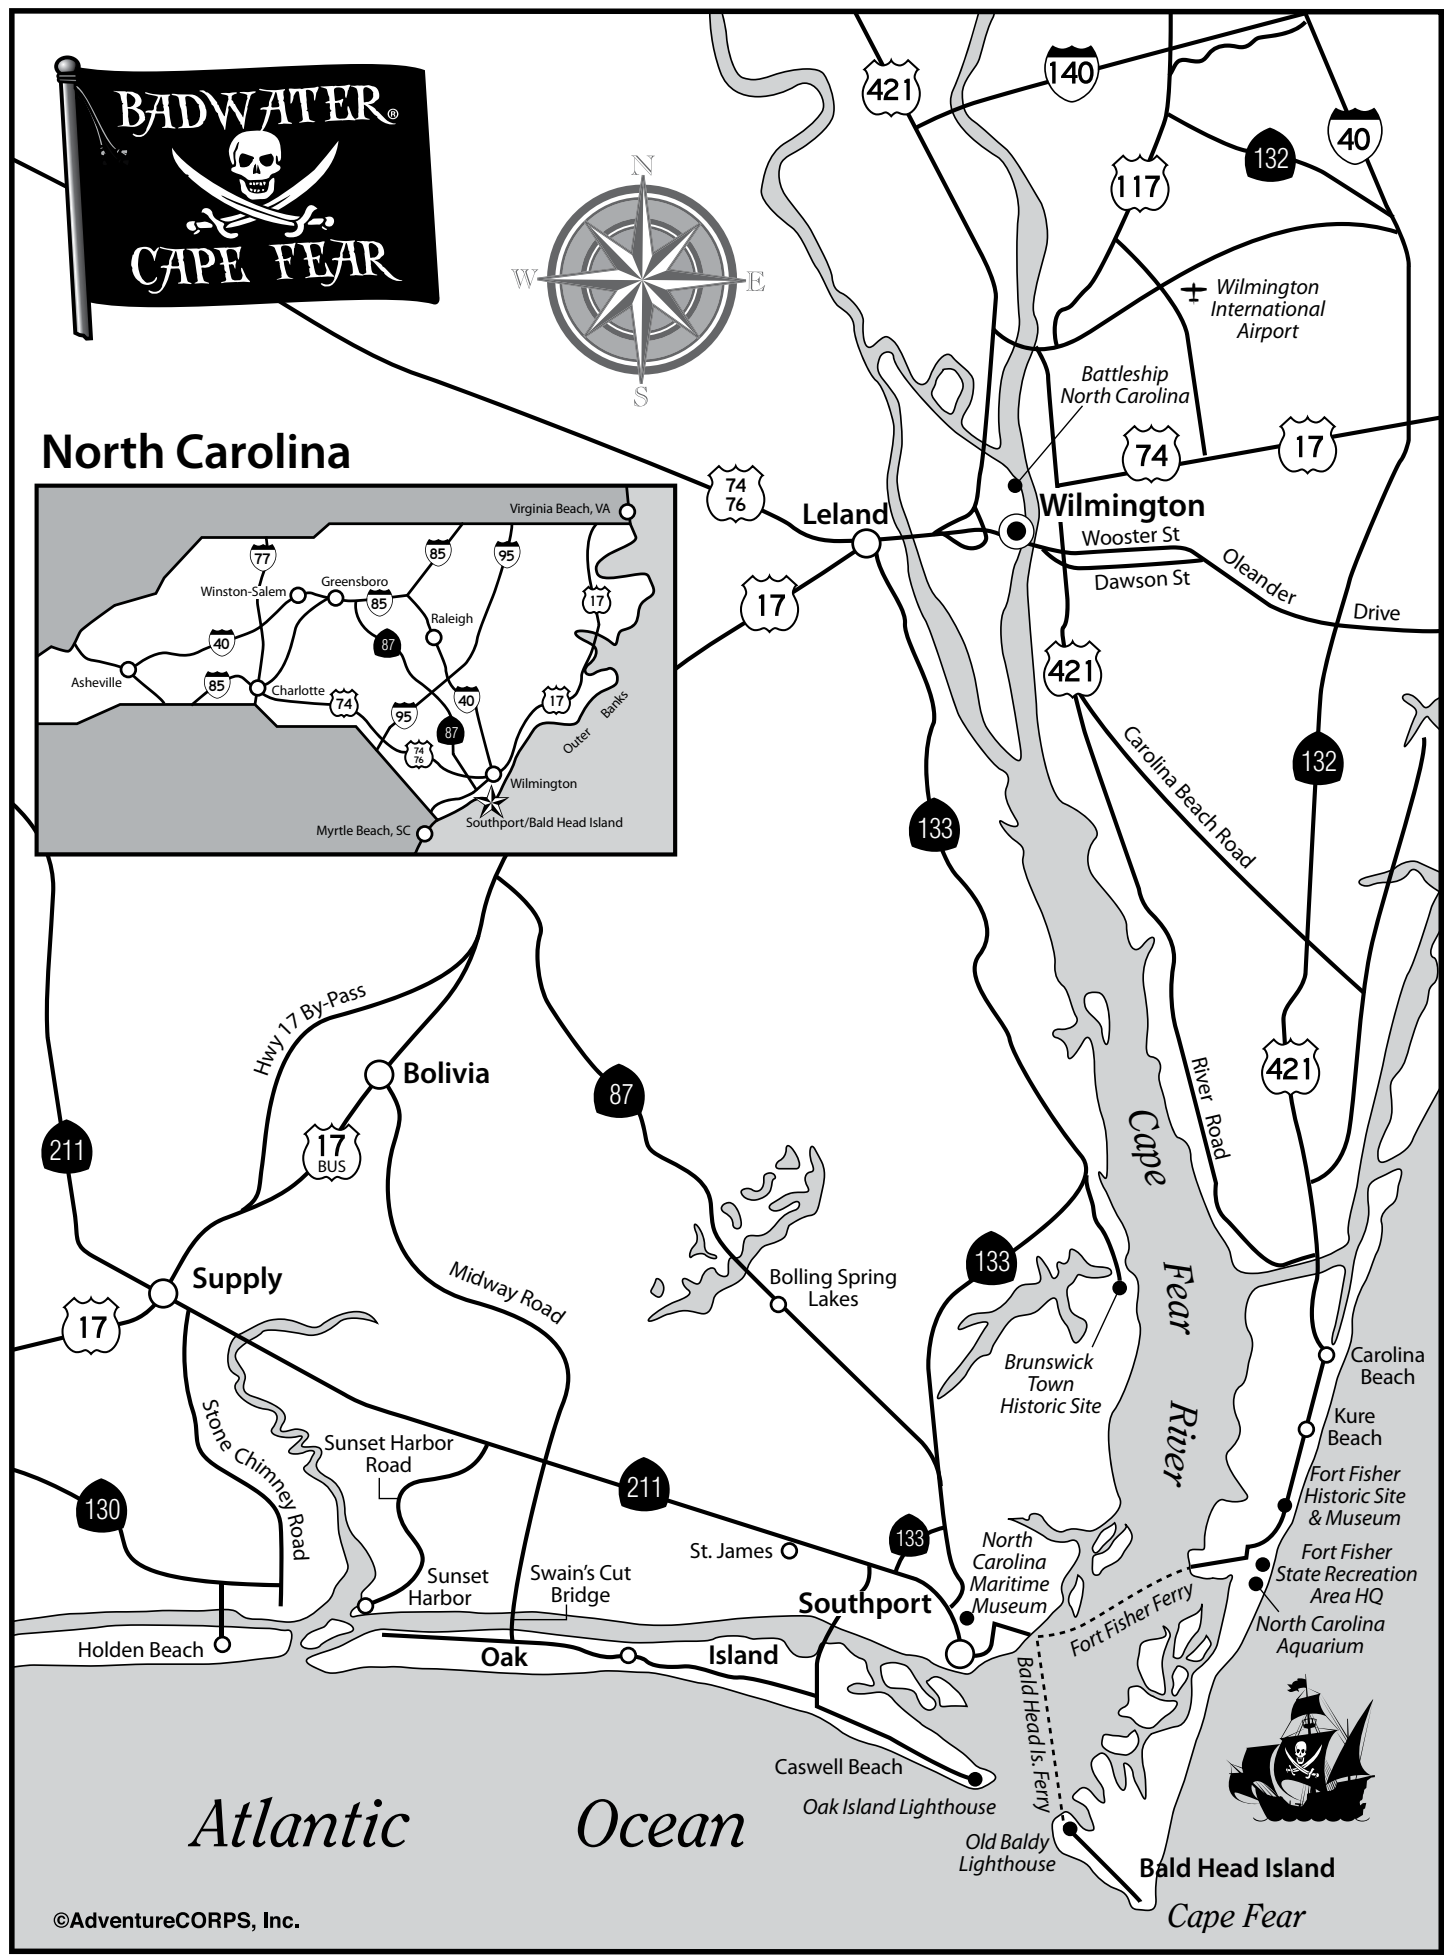 BADWATER®
CAPE FEAR
N
W
E
S
421
140
40
132
117
Wilmington
International
Airport
Battleship
North Carolina
74
17
74
76
Leland
Wilmington
Wooster St
Dawson St
Oleander
Drive
17
421
133
132
Carolina Beach Road
North Carolina
Virginia Beach, VA
77
85
95
Winston-Salem
Greensboro
85
17
Raleigh
87
40
Asheville
85
Charlotte
74
95
40
17
87
74
76
Outer
Banks
Wilmington
Southport/Bald Head Island
Myrtle Beach, SC
Hwy 17 By-Pass
Bolivia
87
421
River Road
211
17
BUS
Cape
Fear
River
133
Supply
17
Midway Road
Bolling Spring
Lakes
Brunswick
Town
Historic Site
Carolina
Beach
Kure
Beach
Stone Chimney Road
Sunset Harbor
Road
130
211
133
St. James
Fort Fisher
Historic Site
& Museum
North
Carolina
Maritime
Museum
Fort Fisher
State Recreation
Area HQ
North Carolina
Aquarium
Sunset
Harbor
Swain's Cut
Bridge
Southport
Fort Fisher Ferry
Holden Beach
Oak
Island
Bald Head Is. Ferry
Caswell Beach
Oak Island Lighthouse
Old Baldy
Lighthouse
Bald Head Island
Cape Fear
Atlantic
Ocean
©AdventureCORPS, Inc.